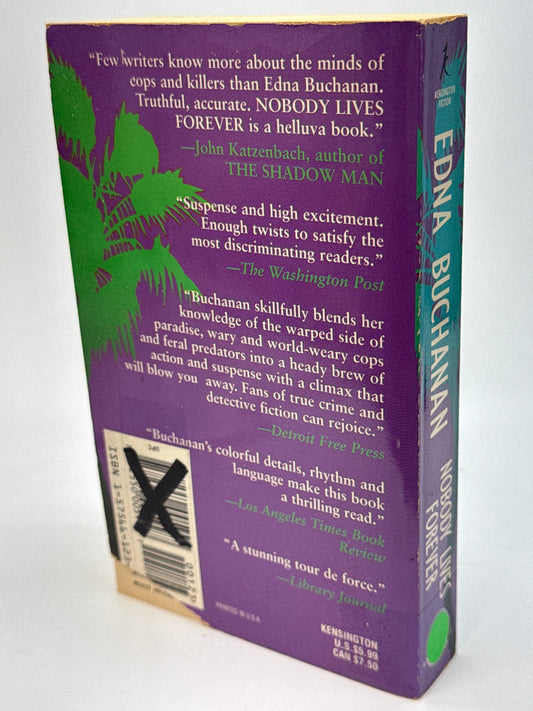 “Few writers know more about the minds of
cops and killers than Edna Buchanan.
Truthful, accurate. NOBODY LIVES
FOREVER is a helluva book.”
—John Katzenbach, author of
THE SHADOW MAN
“Suspense and high excitement.
Enough twists to satisfy the
most discriminating readers.”
—The Washington Post
“Buchanan skillfully blends her
knowledge of the warped side of
paradise, wary and world-weary cops
and feral predators into a heady brew of
action and suspense with a climax that
will blow you away. Fans of true crime and
detective fiction can rejoice.”
—Detroit Free Press
“Buchanan’s colorful details, rhythm and
language make this book
a thrilling read.”
—Los Angeles Times Book
Review
“A stunning tour de force.”
—Library Journal
ISBN
PRINTED IN U.S.A.
KENSINGTON
U.S.$5.99
CAN $7.50
KENSINGTON
FICTION
EDNA BUCHANAN
NOBODY LIVES
FOREVER